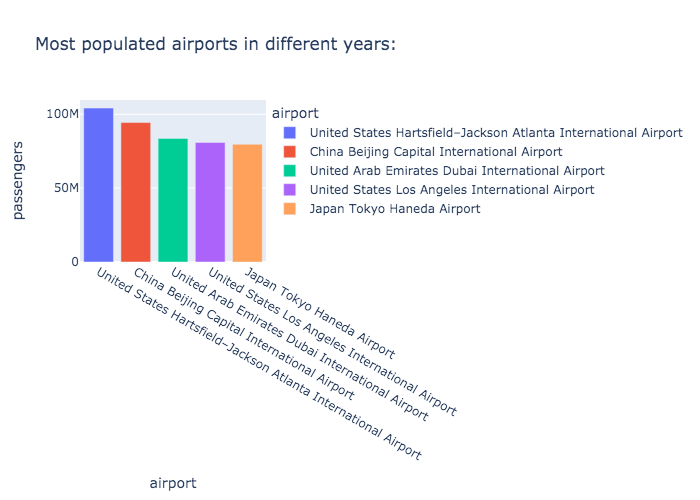 Most populated airports in different years:
passengers
100M
50M
0
airport
United States Hartsfield–Jackson Atlanta International Airport
China Beijing Capital International Airport
United Arab Emirates Dubai International Airport
United States Los Angeles International Airport
Japan Tokyo Haneda Airport
United States Hartsfield–Jackson Atlanta International Airport
China Beijing Capital International Airport
United Arab Emirates Dubai International Airport
United States Los Angeles International Airport
Japan Tokyo Haneda Airport
airport